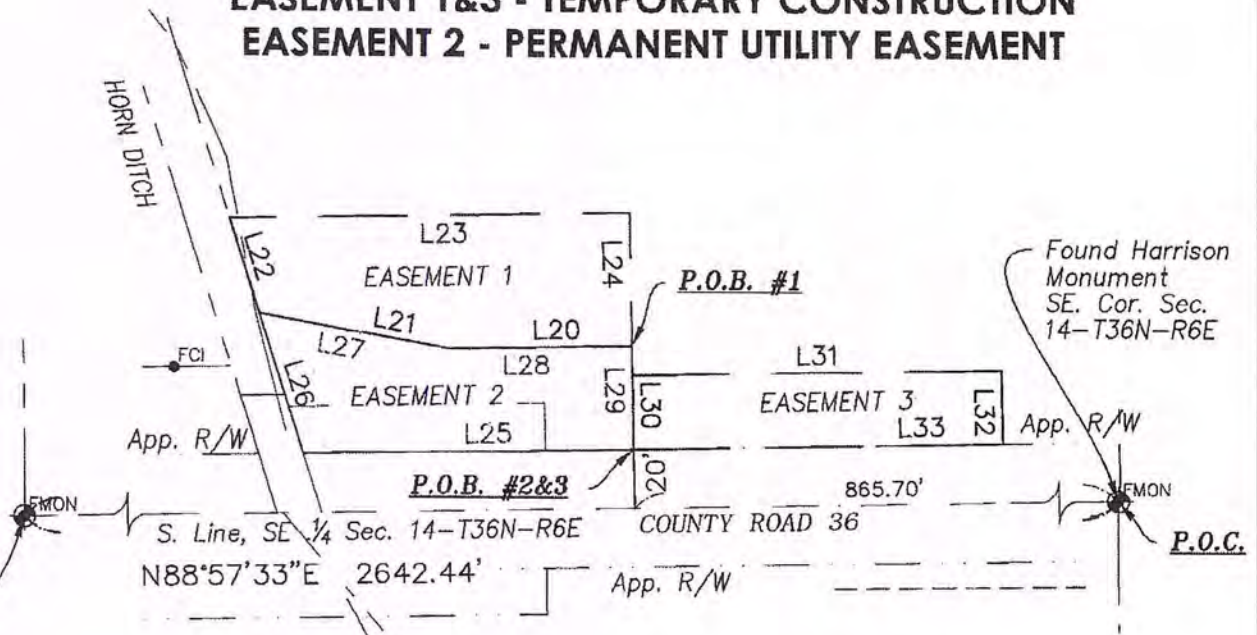 EASEMENT 1&3 - TEMPORARY CONSTRUCTION
EASEMENT 2 - PERMANENT UTILITY EASEMENT
HORN DITCH
L22
L23
EASEMENT 1
L24
P.O.B. #1
Found Harrison
Monument
SE. Cor. Sec.
14-T36N-R6E
FCI
L21
L20
L27
L28
L31
L26
EASEMENT 2
L29
L30
EASEMENT 3
L32
App. R/W
L25
L33
App. R/W
P.O.B. #2&3
20'
865.70'
FMON
FMON
S. Line, SE 1/4 Sec. 14-T36N-R6E
COUNTY ROAD 36
P.O.C.
N88°57'33"E 2642.44'
App. R/W